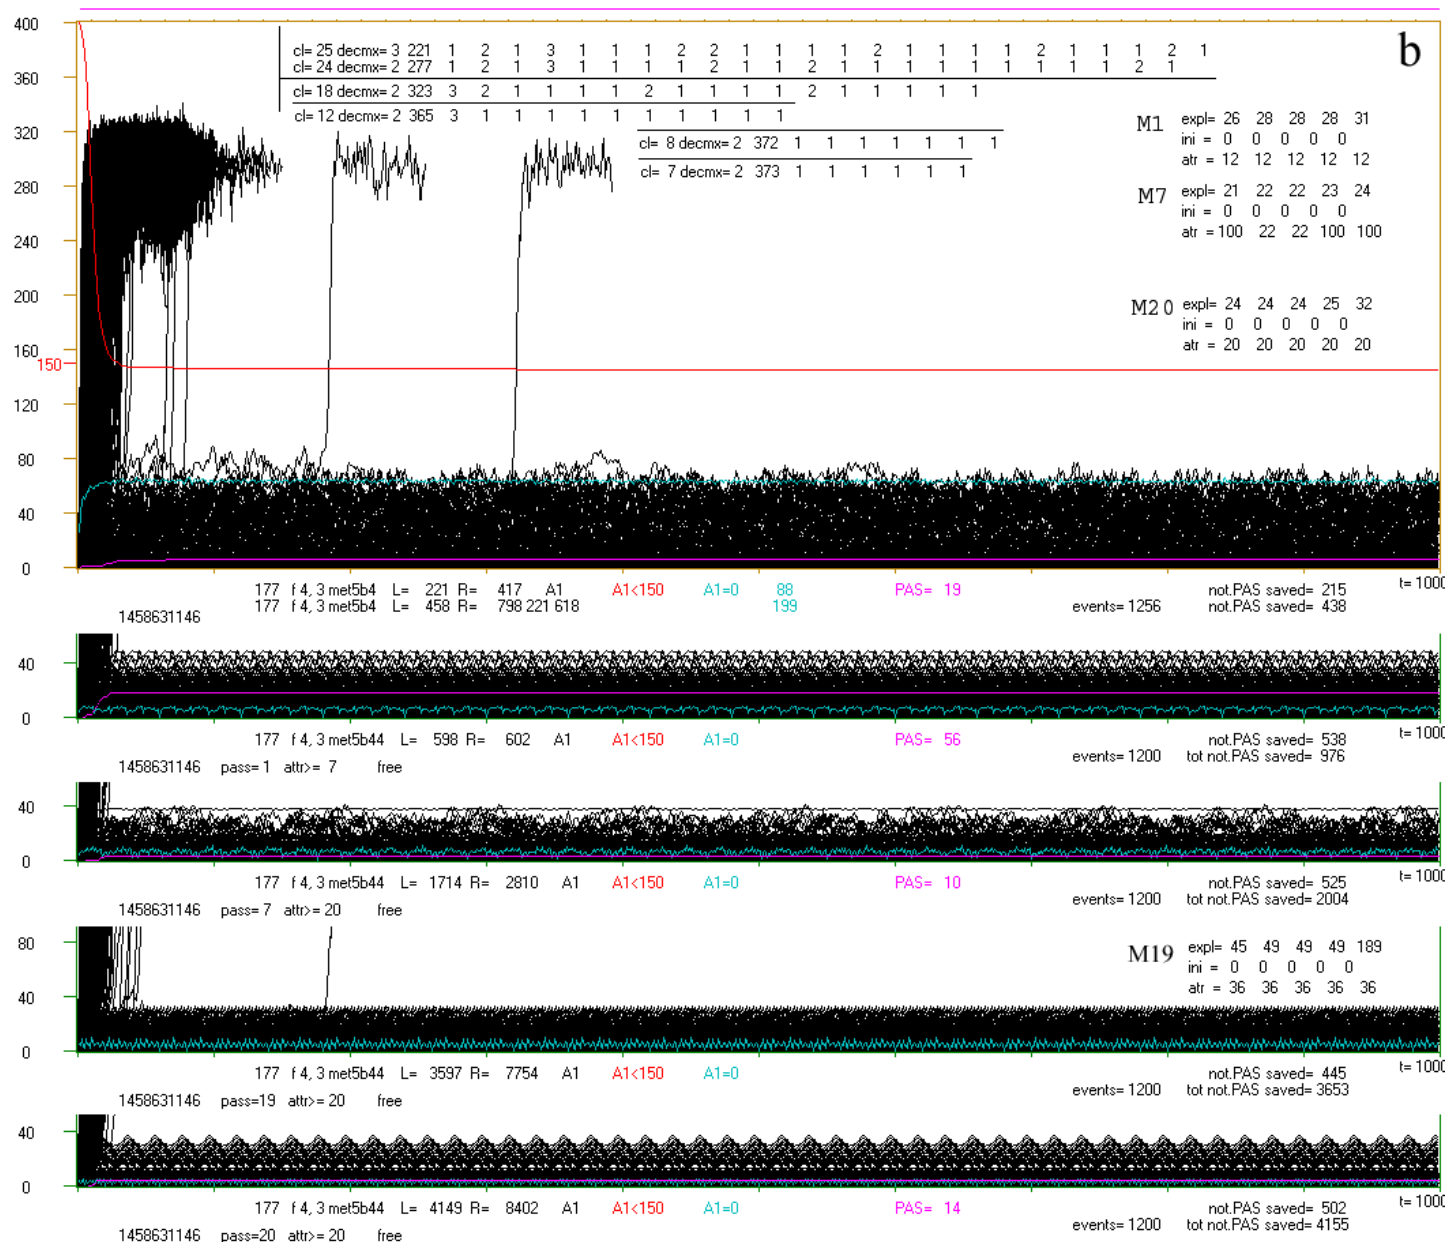 b
400
360
320
280
240
200
160
150
120
80
40
0
cl= 25 decmx= 3 221 1 2 1 3 1 1 1 2 2 1 1 1 1 2 1 1 1 1 2 1 1 1 2 1
cl= 24 decmx= 2 277 1 2 1 3 1 1 1 1 2 1 1 2 1 1 1 1 1 1 1 1 1 2 1
cl= 18 decmx= 2 323 3 2 1 1 1 1 2 1 1 1 1 2 1 1 1 1 1
cl= 12 decmx= 2 365 3 1 1 1 1 1 1 1 1 1 1
cl= 8 decmx= 2 372 1 1 1 1 1 1 1
cl= 7 decmx= 2 373 1 1 1 1 1 1
M1 expl= 26 28 28 28 31
ini = 0 0 0 0 0
atr = 12 12 12 12 12
M7 expl= 21 22 22 23 24
ini = 0 0 0 0 0
atr = 100 22 22 100 100
M20 expl= 24 24 24 25 32
ini = 0 0 0 0 0
atr = 20 20 20 20 20
177 f 4, 3 met5b4 L= 221 R= 417 A1 A1<150 A1=0 88 PAS= 19 not.PAS saved= 215 t= 1000
177 f 4, 3 met5b4 L= 458 R= 798 221 618 199 events= 1256 not.PAS saved= 438
1458631146
40
0
177 f 4, 3 met5b44 L= 598 R= 602 A1 A1<150 A1=0 PAS= 56 not.PAS saved= 538 t= 1000
events= 1200 tot not.PAS saved= 976
1458631146 pass= 1 attr>= 7 free
40
0
177 f 4, 3 met5b44 L= 1714 R= 2810 A1 A1<150 A1=0 PAS= 10 not.PAS saved= 525 t= 1000
events= 1200 tot not.PAS saved= 2004
1458631146 pass= 7 attr>= 20 free
80
40
0
M19 expl= 45 49 49 49 189
ini = 0 0 0 0 0
atr = 36 36 36 36 36
177 f 4, 3 met5b44 L= 3597 R= 7754 A1 A1<150 A1=0 not.PAS saved= 445 t= 1000
events= 1200 tot not.PAS saved= 3653
1458631146 pass=19 attr>= 20 free
40
0
177 f 4, 3 met5b44 L= 4149 R= 8402 A1 A1<150 A1=0 PAS= 14 not.PAS saved= 502 t= 1000
events= 1200 tot not.PAS saved= 4155
1458631146 pass=20 attr>= 20 free